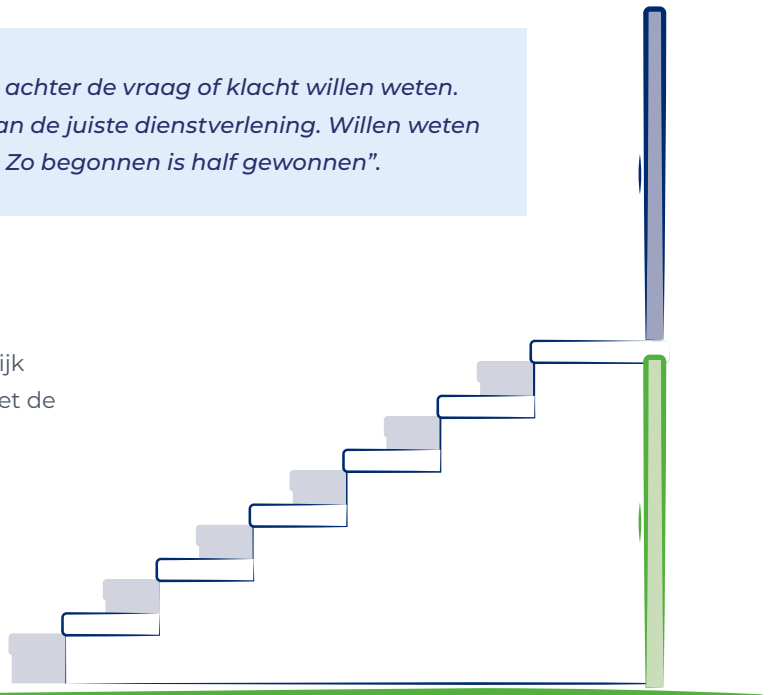 achter de vraag of klacht willen weten.
an de juiste dienstverlening. Willen weten
Zo begonnen is half gewonnen”.
ijk
et de